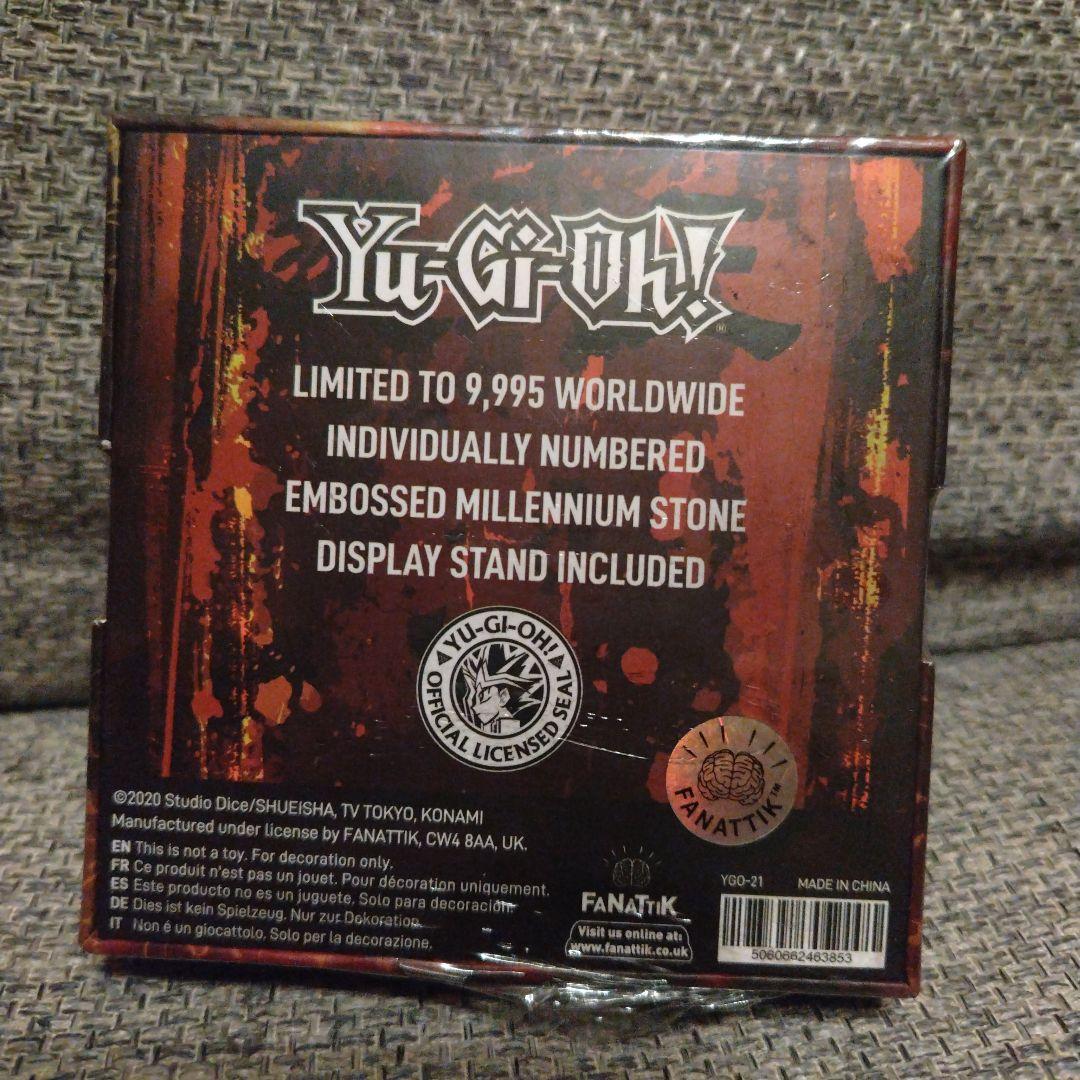 Yu-Gi-Oh!®
LIMITED TO 9,995 WORLDWIDE
INDIVIDUALLY NUMBERED
EMBOSSED MILLENNIUM STONE
DISPLAY STAND INCLUDED
YU-GI-OH!
OFFICIAL LICENSED SEAL
FANATTIK™
©2020 Studio Dice/SHUEISHA, TV TOKYO, KONAMI
Manufactured under license by FANATTIK, CW4 8AA, UK.
EN This is not a toy. For decoration only.
FR Ce produit n'est pas un jouet. Pour décoration uniquement.
ES Este producto no es un juguete, Solo para decoración.
DE Dies ist kein Spielzeug. Nur zur Dekoration.
IT Non é un giocattolo. Solo per la decorazione.
FANATTIK
Visit us online at:
www.fanattik.co.uk
YGO-21 MADE IN CHINA
5060662463853